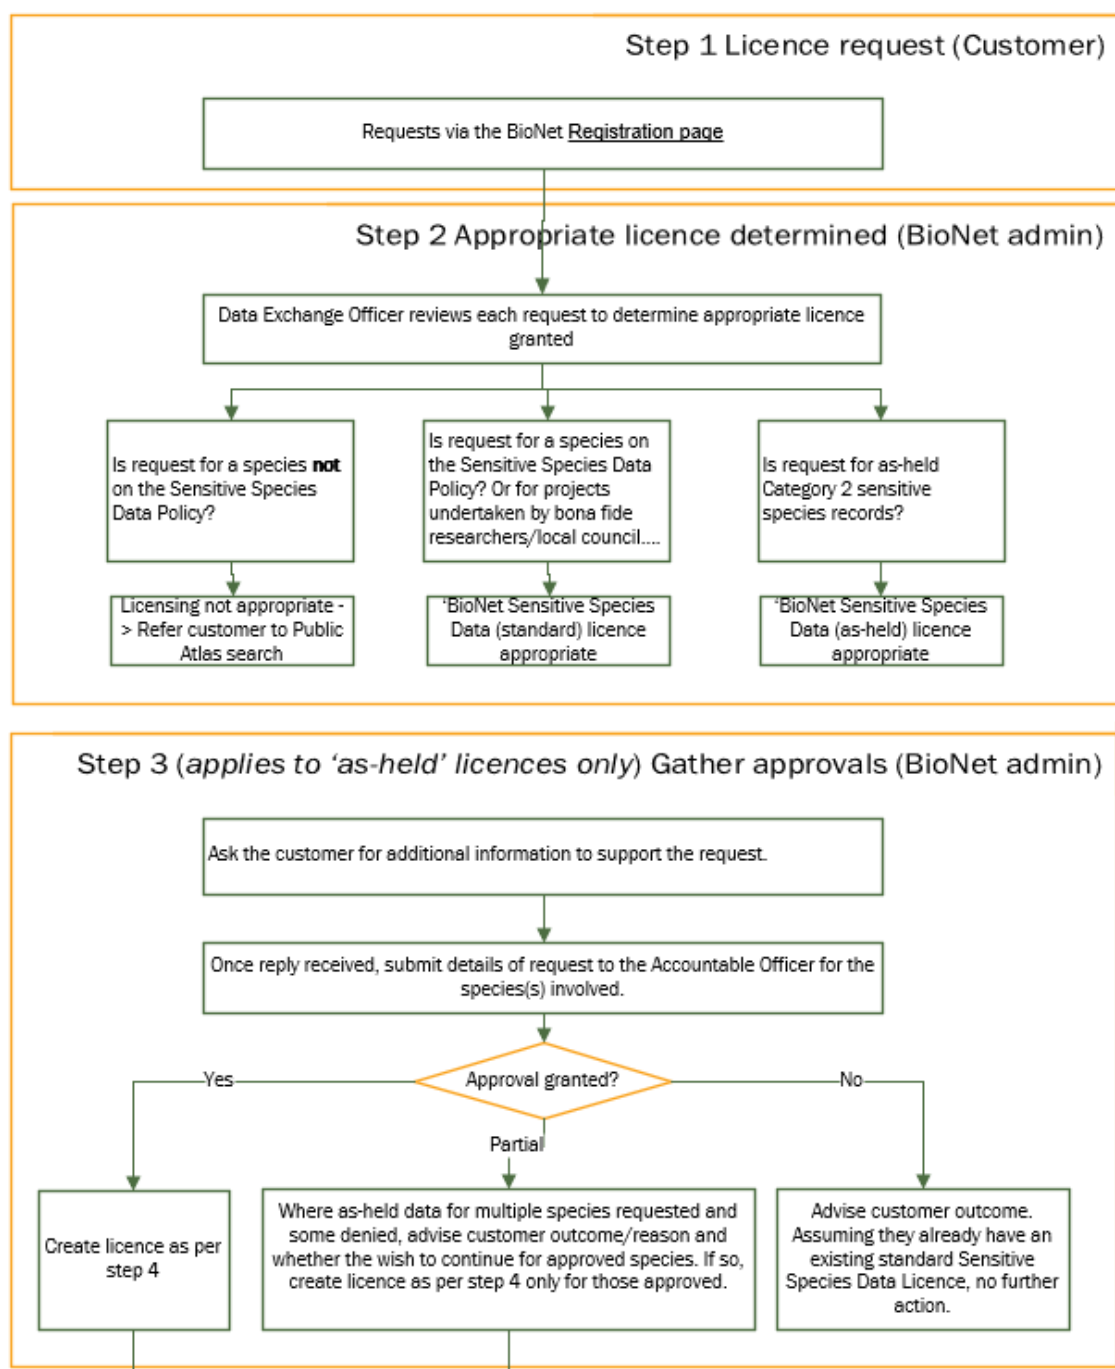 Step 1 Licence request (Customer)
Requests via the BioNet Registration page
Step 2 Appropriate licence determined (BioNet admin)
Data Exchange Officer reviews each request to determine appropriate licence
granted
Is request for a species not
on the Sensitive Species
Data Policy?
Is request for a species on
the Sensitive Species Data
Policy? Or for projects
undertaken by bona fide
researchers/local council....
Is request for as-held
Category 2 sensitive
species records?
Licensing not appropriate -
> Refer customer to Public
Atlas search
'BioNet Sensitive Species
Data (standard) licence
appropriate
'BioNet Sensitive Species
Data (as-held) licence
appropriate
Step 3 (applies to ‘as-held’ licences only) Gather approvals (BioNet admin)
Ask the customer for additional information to support the request.
Once reply received, submit details of request to the Accountable Officer for the
species(s) involved.
Approval granted?
Yes
No
Partial
Create licence as per
step 4
Where as-held data for multiple species requested and
some denied, advise customer outcome/reason and
whether the wish to continue for approved species. If so,
create licence as per step 4 only for those approved.
Advise customer outcome.
Assuming they already have an
existing standard Sensitive
Species Data Licence, no further
action.